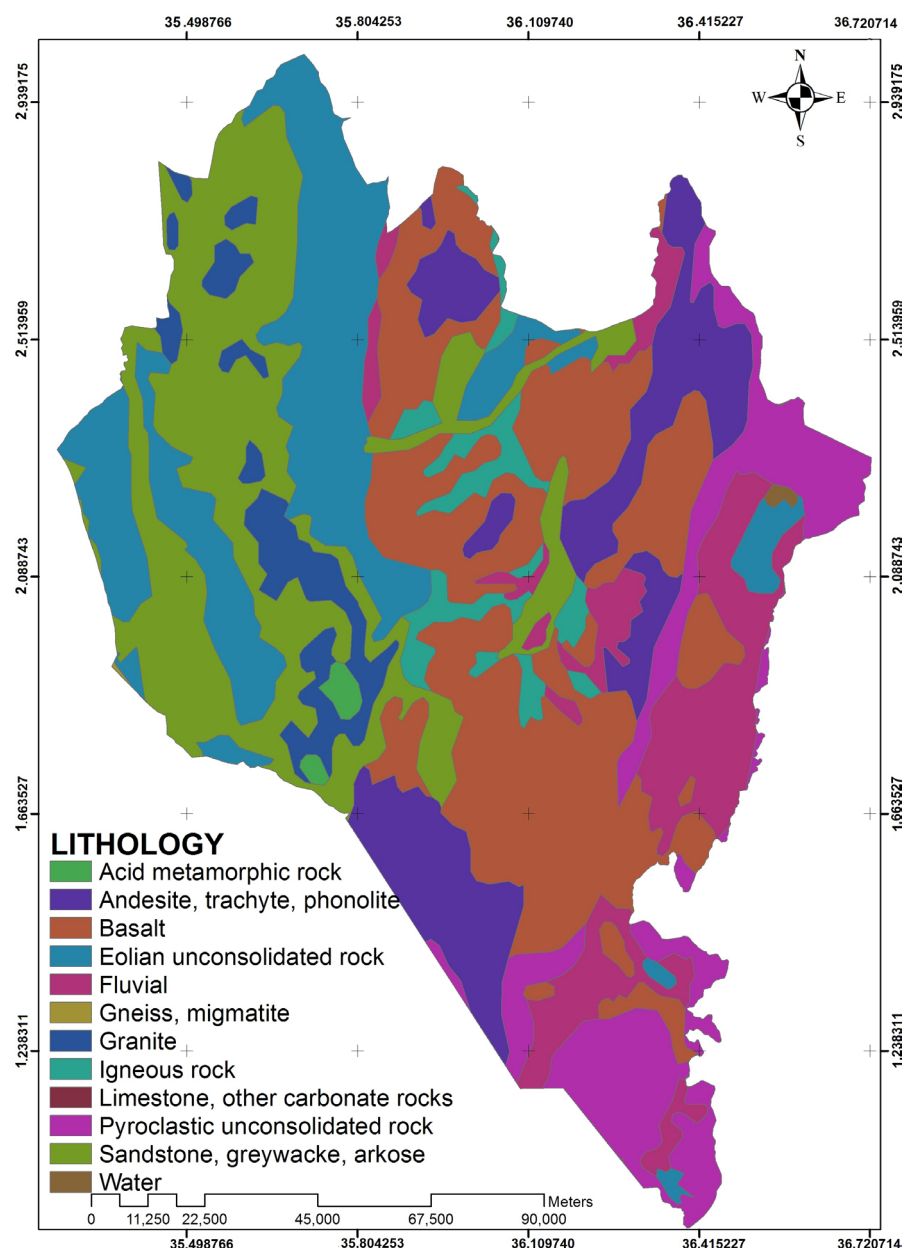 35.498766 35.804253 36.109740 36.415227 36.720714
N
W E
S
2.939175 2.939175
2.513959 2.513959
2.088743 2.088743
1.663527 1.663527
LITHOLOGY
Acid metamorphic rock
Andesite, trachyte, phonolite
Basalt
Eolian unconsolidated rock
Fluvial
Gneiss, migmatite
Granite
1.238311 1.238311
Igneous rock
Limestone, other carbonate rocks
Pyroclastic unconsolidated rock
Sandstone, greywacke, arkose
Water
Meters
0 11,250 22,500 45,000 67,500 90,000
35.498766 35.804253 36.109740 36.415227 36.720714